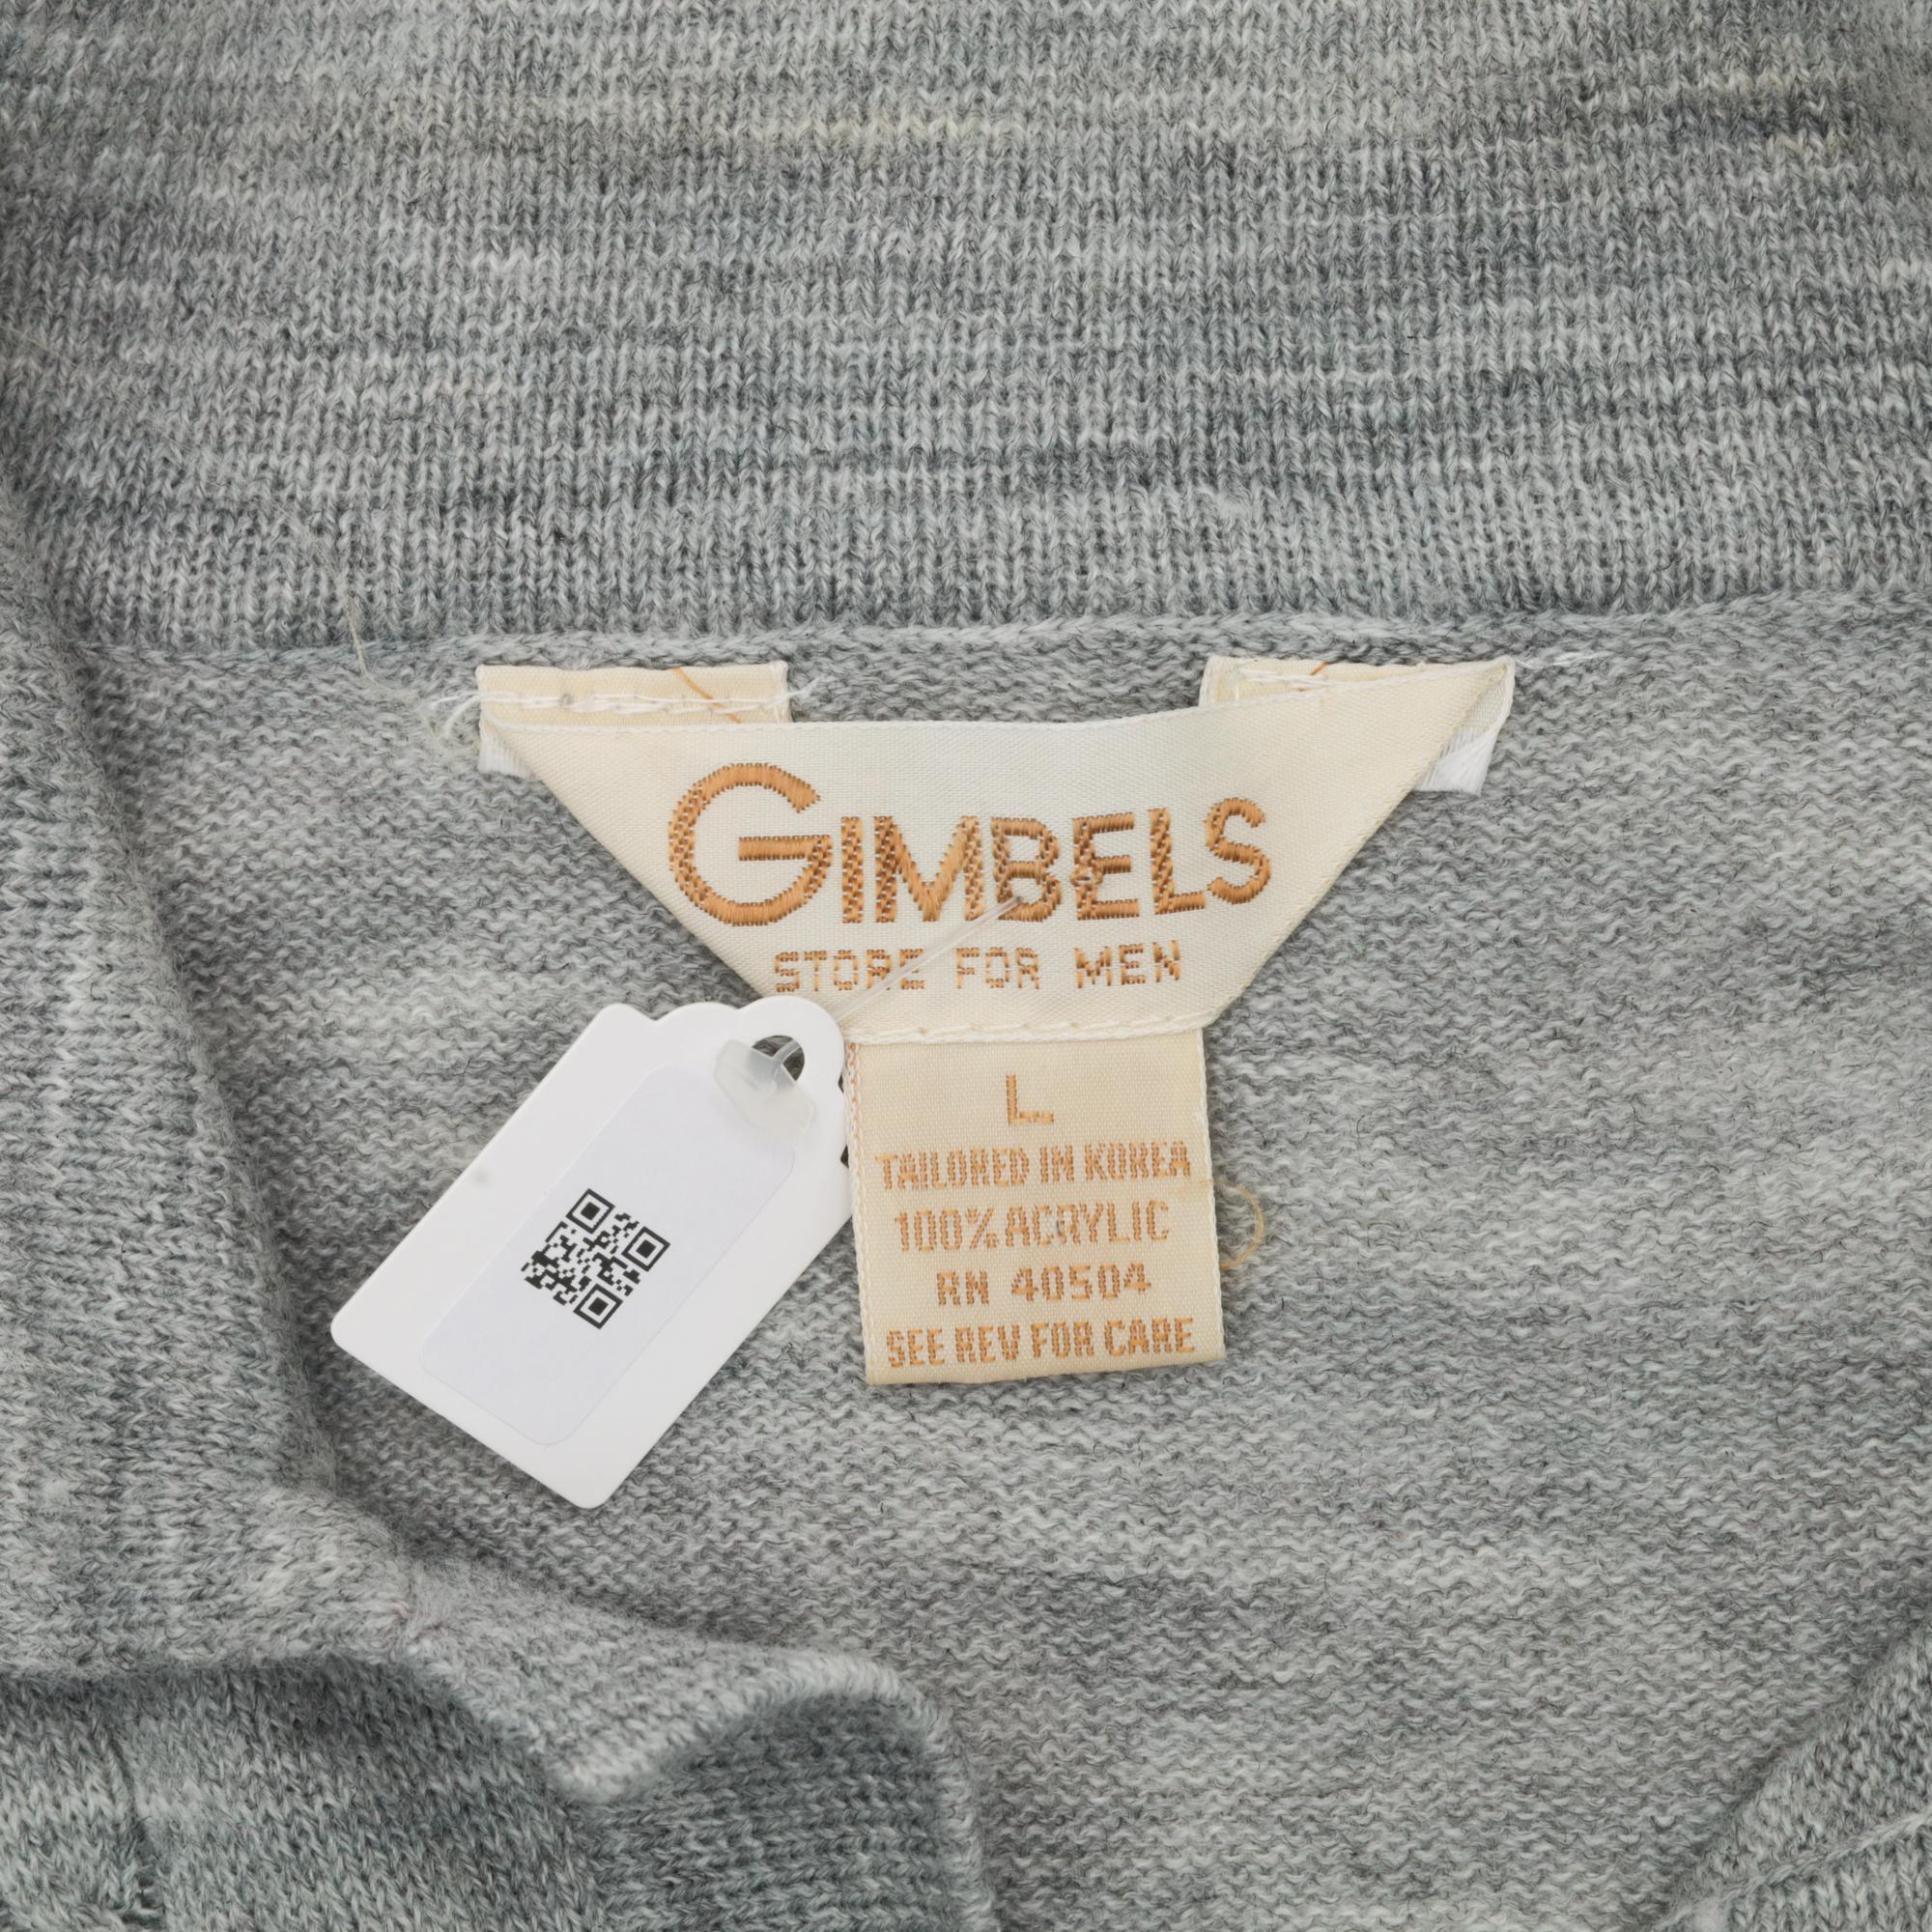 GIMBELS
STORE FOR MEN
L
TAILORED IN KOREA
100% ACRYLIC
RN 40504
SEE REV FOR CARE